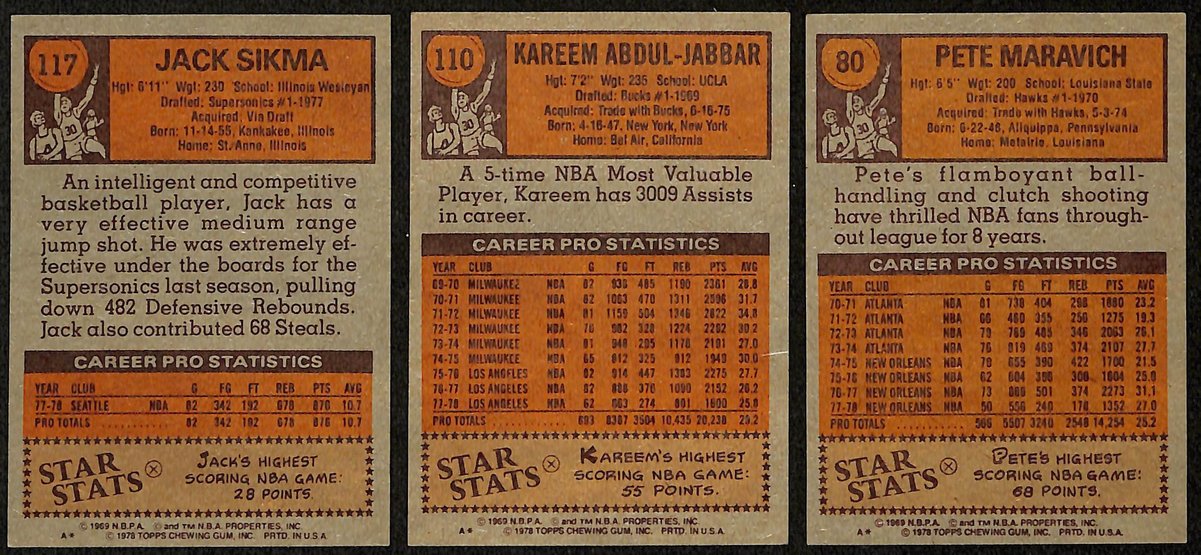 117
JACK SIKMA
Hgt: 6'11" Wgt: 230 School: Illinois Wesleyan
Drafted: Supersonics #1-1977
Acquired: Via Draft
Born: 11-14-55, Kankakee, Illinois
Home: St. Anne, Illinois
An intelligent and competitive
basketball player, Jack has a
very effective medium range
jump shot. He was extremely ef-
fective under the boards for the
Supersonics last season, pulling
down 482 Defensive Rebounds.
Jack also contributed 68 Steals.
CAREER PRO STATISTICS
YEAR CLUB G FG FT REB PTS AVG
77-78 SEATTLE NBA 82 342 192 678 876 10.7
PRO TOTALS 82 342 192 678 876 10.7
STAR
STATS
JACK'S HIGHEST
SCORING NBA GAME:
28 POINTS.
© 1969 N.B.P.A. © and TM N.B.A. PROPERTIES, INC.
A* © 1978 TOPPS CHEWING GUM, INC. PRTD. IN U.S.A.
110
KAREEM ABDUL-JABBAR
Hgt: 7'2" Wgt: 235 School: UCLA
Drafted: Bucks #1-1969
Acquired: Trade with Bucks, 6-16-75
Born: 4-16-47, New York, New York
Home: Bel Air, California
A 5-time NBA Most Valuable
Player, Kareem has 3009 Assists
in career.
CAREER PRO STATISTICS
YEAR CLUB G FG FT REB PTS AVG
69-70 MILWAUKEE NBA 82 938 485 1190 2361 28.8
70-71 MILWAUKEE NBA 82 1063 470 1311 2596 31.7
71-72 MILWAUKEE NBA 81 1159 504 1346 2822 34.8
72-73 MILWAUKEE NBA 76 982 328 1224 2292 30.2
73-74 MILWAUKEE NBA 81 948 295 1178 2191 27.0
74-75 MILWAUKEE NBA 65 812 325 912 1949 30.0
75-76 LOS ANGELES NBA 82 914 447 1383 2275 27.7
76-77 LOS ANGELES NBA 82 888 376 1090 2152 26.2
77-78 LOS ANGELES NBA 62 663 274 801 1600 25.8
PRO TOTALS 693 8367 3504 10,435 20,238 29.2
STAR
STATS
KAREEM'S HIGHEST
SCORING NBA GAME:
55 POINTS.
© 1969 N.B.P.A. © and TM N.B.A. PROPERTIES, INC.
A* © 1978 TOPPS CHEWING GUM, INC. PRTD. IN U.S.A.
80
PETE MARAVICH
Hgt: 6'5" Wgt: 200 School: Louisiana State
Drafted: Hawks #1-1970
Acquired: Trade with Hawks, 5-3-74
Born: 6-22-48, Aliquippa, Pennsylvania
Home: Metairie, Louisiana
Pete's flamboyant ball-
handling and clutch shooting
have thrilled NBA fans through-
out league for 8 years.
CAREER PRO STATISTICS
YEAR CLUB G FG FT REB PTS AVG
70-71 ATLANTA NBA 81 738 404 298 1880 23.2
71-72 ATLANTA NBA 66 460 355 256 1275 19.3
72-73 ATLANTA NBA 79 789 485 346 2063 26.1
73-74 ATLANTA NBA 76 819 469 374 2107 27.7
74-75 NEW ORLEANS NBA 79 655 390 422 1700 21.5
75-76 NEW ORLEANS NBA 62 604 396 300 1604 25.9
76-77 NEW ORLEANS NBA 73 886 501 374 2273 31.1
77-78 NEW ORLEANS NBA 50 556 240 178 1352 27.0
PRO TOTALS 566 5507 3240 2548 14,254 25.2
STAR
STATS
PETE'S HIGHEST
SCORING NBA GAME:
68 POINTS.
© 1969 N.B.P.A. © and TM N.B.A. PROPERTIES, INC.
A* © 1978 TOPPS CHEWING GUM, INC. PRTD. IN U.S.A.